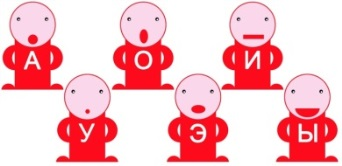 А О И
У Э Ы